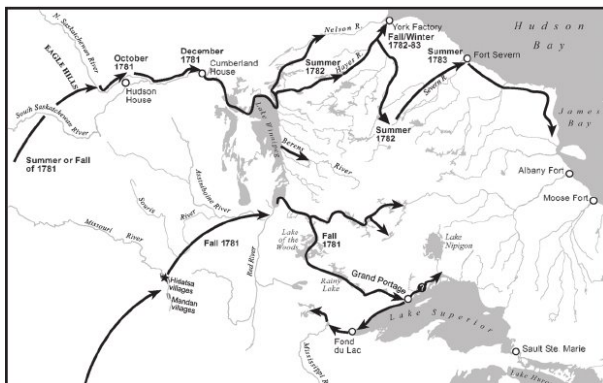 N. Saskatchewan River
EAGLE HILLS
October
1781
December
1781
Cumberland
House
Hudson
House
South Saskatchewan
River
Summer or Fall
of 1781
Nelson R.
Hayes R.
Summer
1782
York Factory
Fall/Winter
1782-83
Summer
1783
Fort Severn
Severn R.
Summer
1782
Hudson
Bay
James
Bay
Albany Fort
Moose Fort
Lake Winnipeg
Berens
River
Assiniboine River
Souris
River
Missouri
River
Fall 1781
Red River
Hidatsa
villages
Mandan
villages
Lake
of the
Woods
Fall
1781
Rainy
Lake
Grand Portage
Lake
Nipigon
?
Lake Superior
Fond
du Lac
Mississippi R
Sault Ste. Marie
Lake Huron